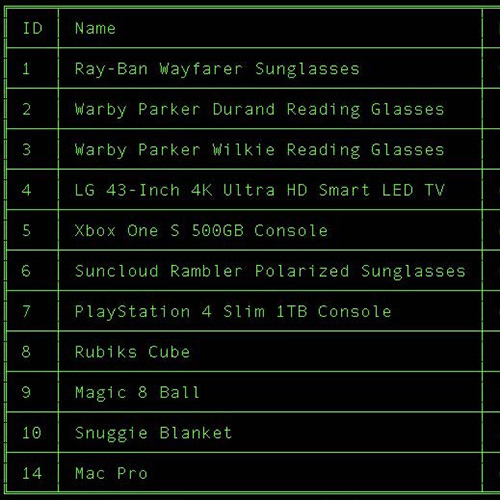 ID Name
1 Ray-Ban Wayfarer Sunglasses
2 Warby Parker Durand Reading Glasses
3 Warby Parker Wilkie Reading Glasses
4 LG 43-Inch 4K Ultra HD Smart LED TV
5 Xbox One S 500GB Console
6 Suncloud Rambler Polarized Sunglasses
7 PlayStation 4 Slim 1TB Console
8 Rubiks Cube
9 Magic 8 Ball
10 Snuggie Blanket
14 Mac Pro